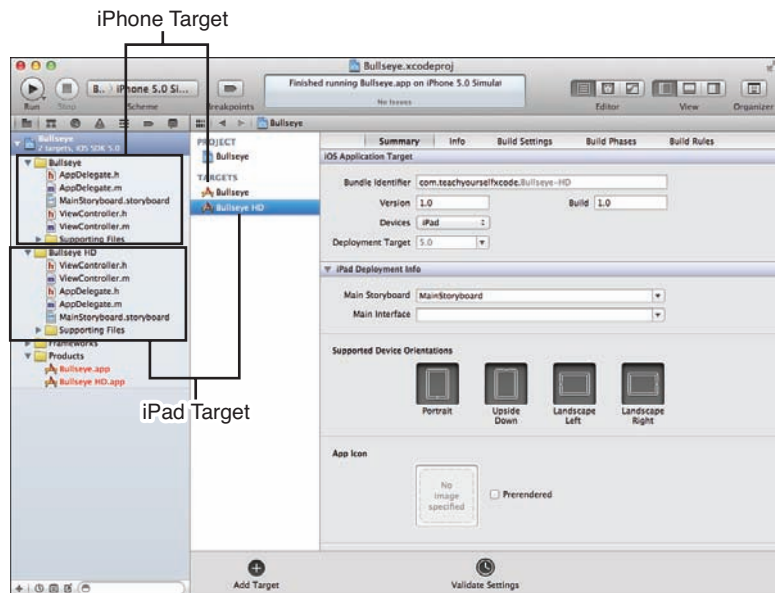 iPhone Target
Bullseye.xcodeproj
B.. iPhone 5.0 Si...
Finished running Bullseye.app on iPhone 5.0 Simulat
No Issues
Run Stop Scheme Breakpoints Editor View Organizer
Bullseye
Bullseye
2 targets, iOS SDK 5.0
Bullseye
AppDelegate.h
AppDelegate.m
MainStoryboard.storyboard
ViewController.h
ViewController.m
Supporting Files
Bullseye HD
ViewController.h
ViewController.m
AppDelegate.h
AppDelegate.m
MainStoryboard.storyboard
Supporting Files
Frameworks
Products
Bullseye.app
Bullseye HD.app
iPad Target
PROJECT
Bullseye
TARGETS
Bullseye
Bullseye HD
Summary Info Build Settings Build Phases Build Rules
iOS Application Target
Bundle Identifier com.teachyourselfxcode.Bullseye-HD
Version 1.0 Build 1.0
Devices iPad
Deployment Target 5.0
iPad Deployment Info
Main Storyboard MainStoryboard
Main Interface
Supported Device Orientations
Portrait
Upside Down
Landscape Left
Landscape Right
App Icon
No image specified
Prerendered
Add Target
Validate Settings